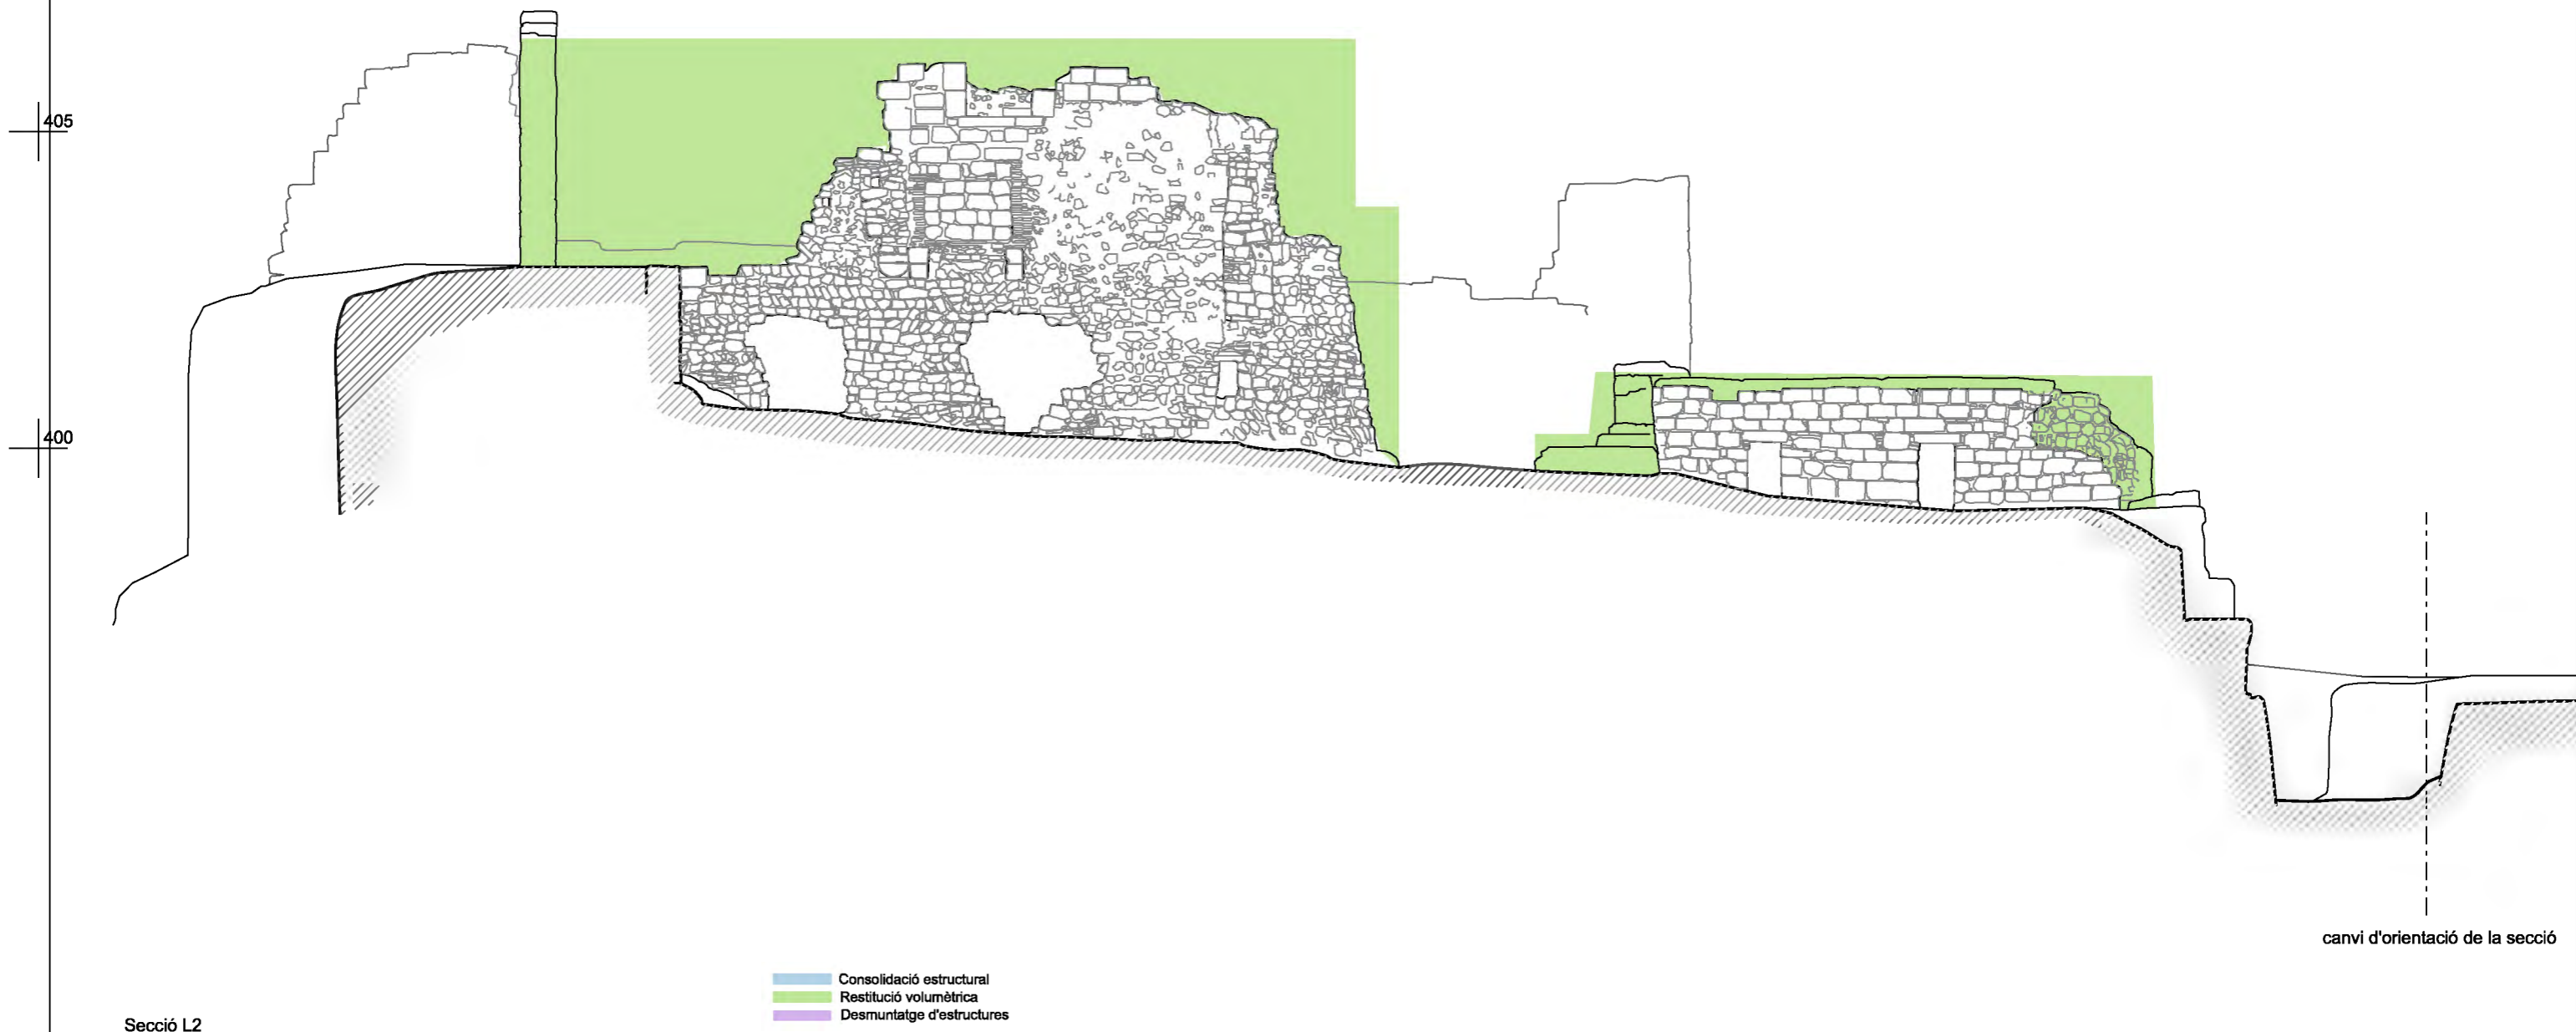 405
400
canvi d'orientació de la secció
Consolidació estructural
Restitució volumètrica
Desmuntatge d'estructures
Secció L2